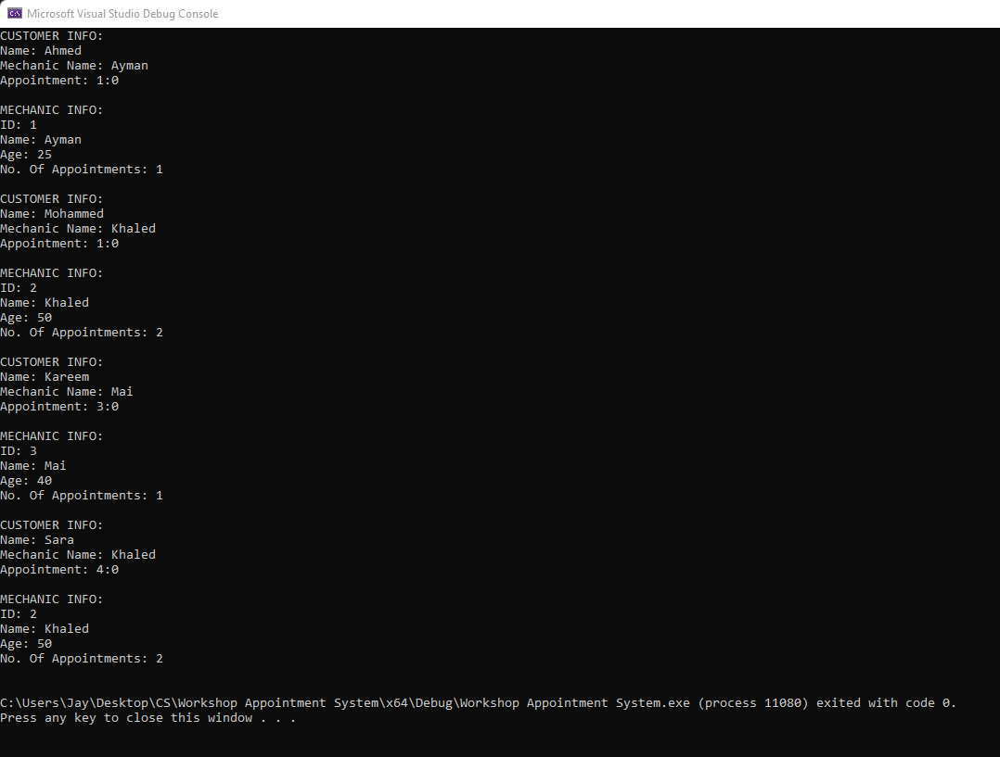 Microsoft Visual Studio Debug Console
CUSTOMER INFO:
Name: Ahmed
Mechanic Name: Ayman
Appointment: 1:0
MECHANIC INFO:
ID: 1
Name: Ayman
Age: 25
No. Of Appointments: 1
CUSTOMER INFO:
Name: Mohammed
Mechanic Name: Khaled
Appointment: 1:0
MECHANIC INFO:
ID: 2
Name: Khaled
Age: 50
No. Of Appointments: 2
CUSTOMER INFO:
Name: Kareem
Mechanic Name: Mai
Appointment: 3:0
MECHANIC INFO:
ID: 3
Name: Mai
Age: 40
No. Of Appointments: 1
CUSTOMER INFO:
Name: Sara
Mechanic Name: Khaled
Appointment: 4:0
MECHANIC INFO:
ID: 2
Name: Khaled
Age: 50
No. Of Appointments: 2
C:\Users\Jay\Desktop\CS\Workshop Appointment System\x64\Debug\Workshop Appointment System.exe (process 11080) exited with code 0.
Press any key to close this window . . .